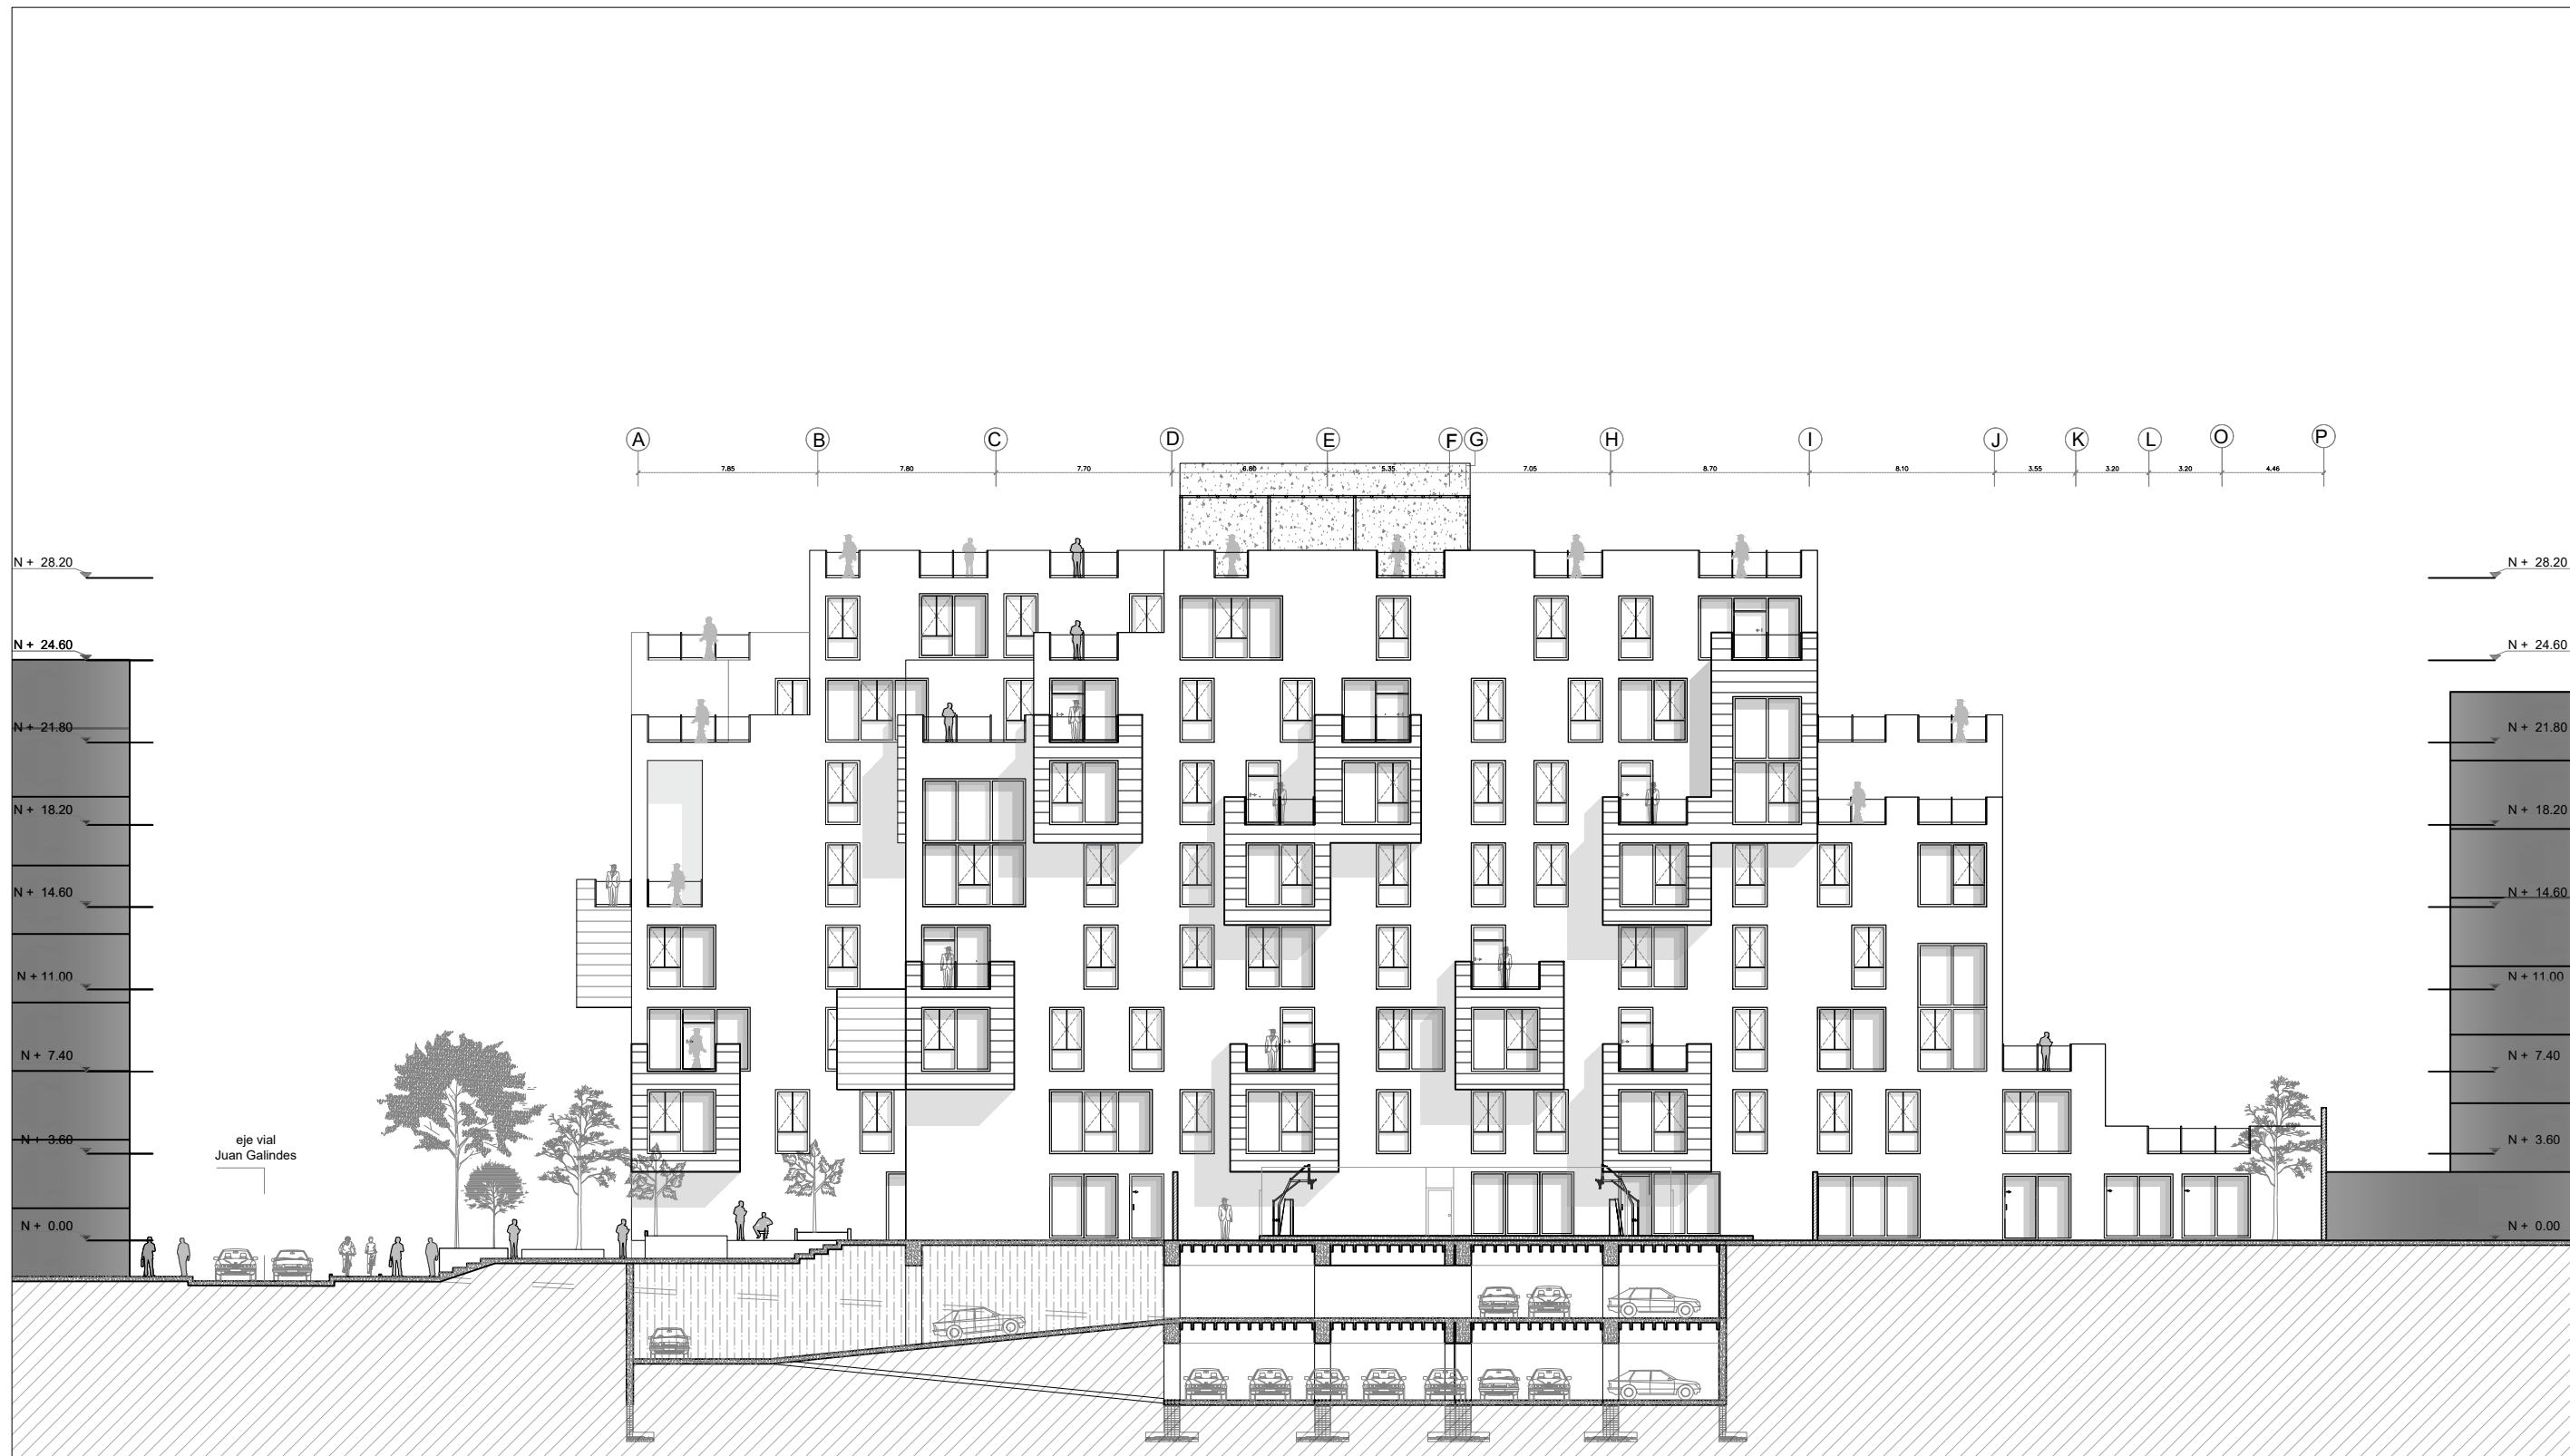 A B C D E F G H I J K L O P
7.85 7.80 7.70 6.80 5.35 7.05 8.70 8.10 3.55 3.20 3.20 4.46
N + 28.20 N + 28.20
N + 24.60 N + 24.60
N + 21.80 N + 21.80
N + 18.20 N + 18.20
N + 14.60 N + 14.60
N + 11.00 N + 11.00
N + 7.40 N + 7.40
N + 3.60 N + 3.60
eje vial
Juan Galindes
N + 0.00 N + 0.00